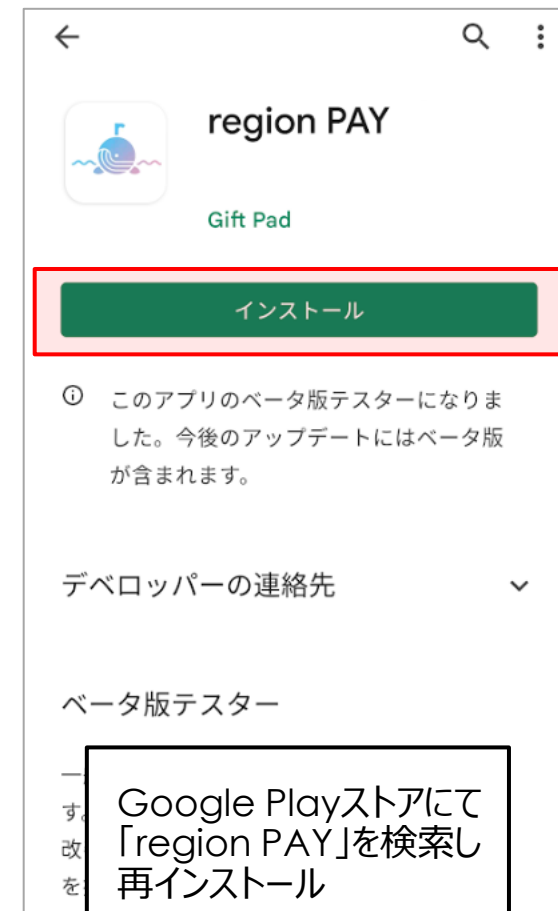 region PAY
Gift Pad
インストール
このアプリのベータ版テスターになりま
した。今後のアップデートにはベータ版
が含まれます。
デベロッパーの連絡先
ベータ版テスター
Google Playストアにて
「region PAY」を検索し
再インストール
す。
改
を